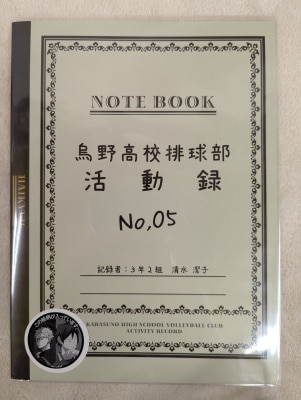 NOTE BOOK
烏野高校排球部
活動録
No,05
記録者：3年2組 清水 潔子
KARASUNO HIGH SCHOOL VOLLEYBALL CLUB
ACTIVITY RECORD